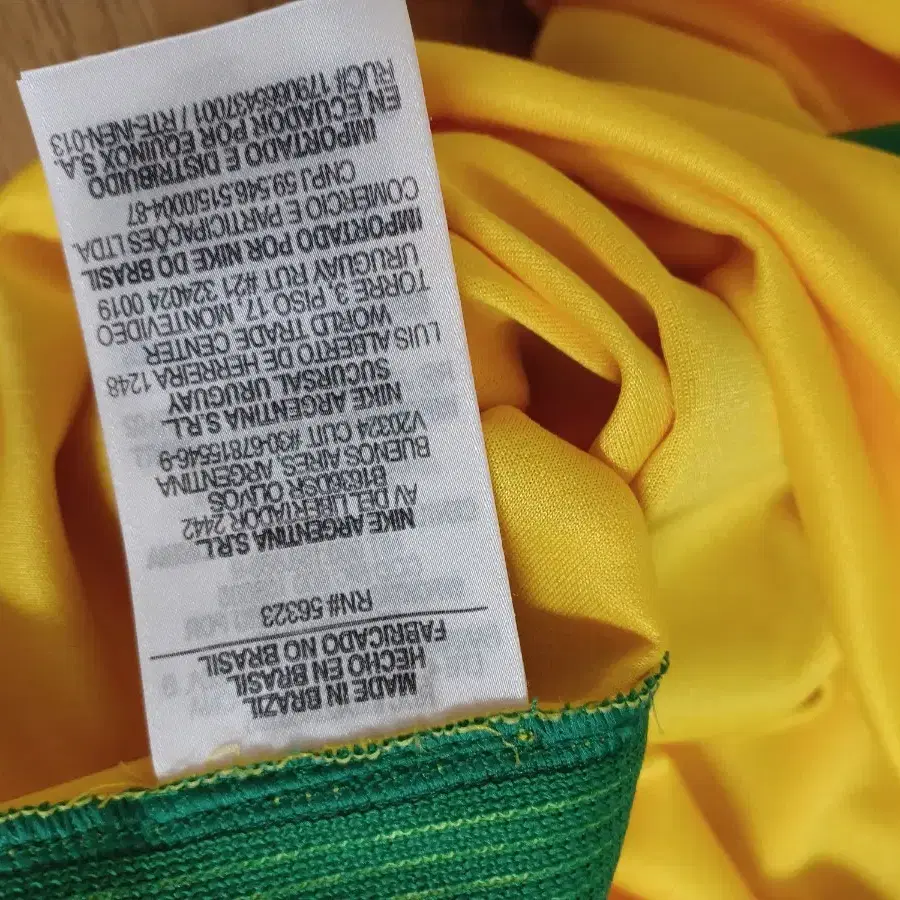 MADE IN BRAZIL
HECHO EN BRASIL
FABRICADO NO BRASIL
RN# 56323
NIKE ARGENTINA S.R.L.
AV DEL LIBERTADOR 2442
B1636DSR OLIVOS
BUENOS AIRES, ARGENTINA
V20324 CUIT #30-67815546-9
NIKE ARGENTINA S.R.L.
SUCURSAL URUGUAY
LUIS ALBERTO DE HERREIRA 1248
WORLD TRADE CENTER
TORRE 3, PISO 17, MONTEVIDEO
URUGUAY RUT #21 324024 0019
IMPORTADO POR NIKE DO BRASIL
COMERCIO E PARTICIPAÇOES LTDA.
CNPJ 59.546.515/0004-87
IMPORTADO E DISTRIBUIDO
EN ECUADOR POR EQUINOX S.A.
RUC# 1790865437001 / RTE-INEN-013